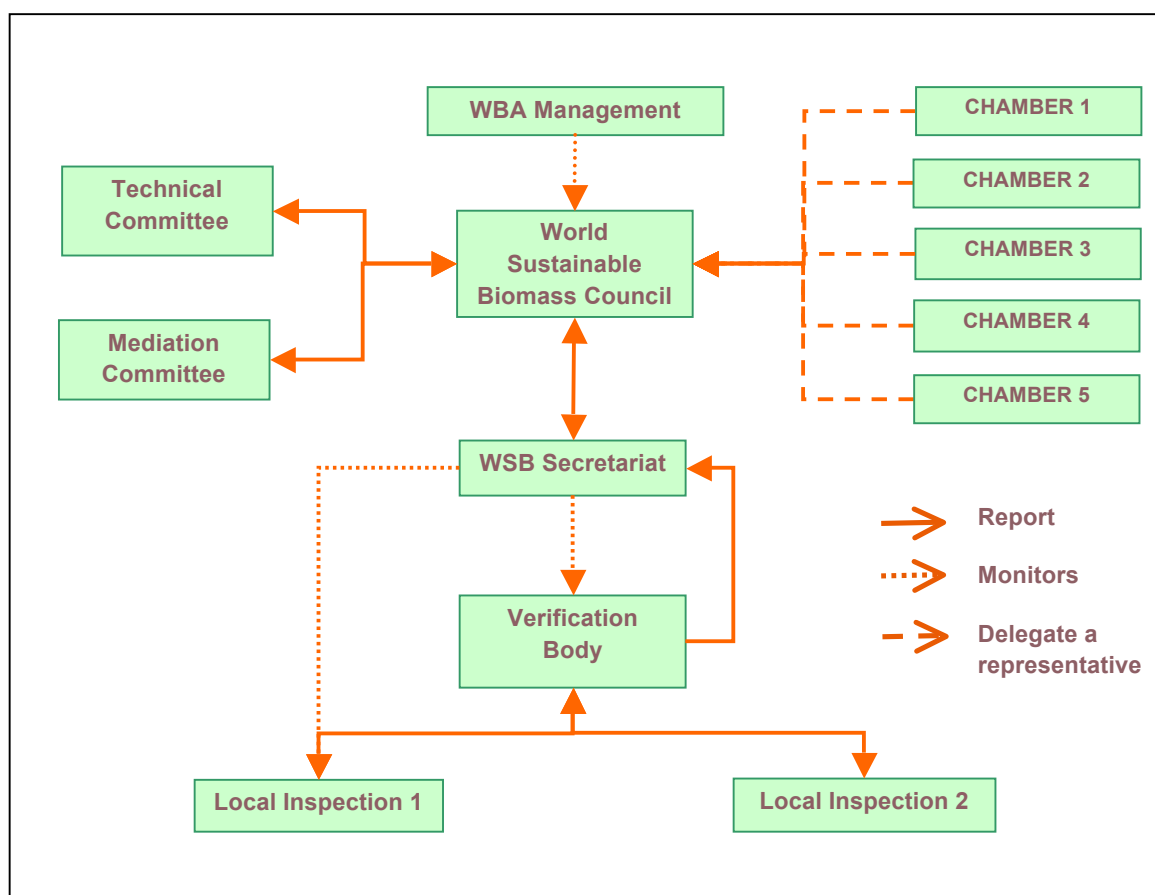 WBA Management
CHAMBER 1
Technical
Committee
CHAMBER 2
World
Sustainable
Biomass Council
CHAMBER 3
Mediation
Committee
CHAMBER 4
CHAMBER 5
WSB Secretariat
Report
Monitors
Verification
Body
Delegate a
representative
Local Inspection 1
Local Inspection 2